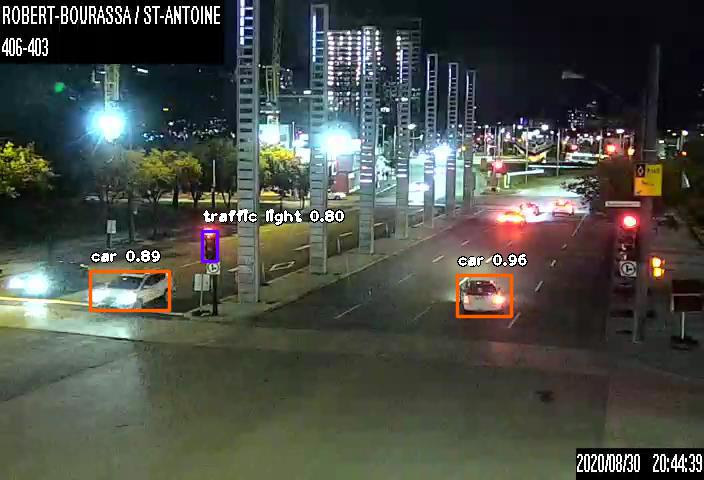 ROBERT-BOURASSA / ST-ANTOINE
406-403
traffic light 0.80
car 0.89
car 0.96
2020/08/30 20:44:39